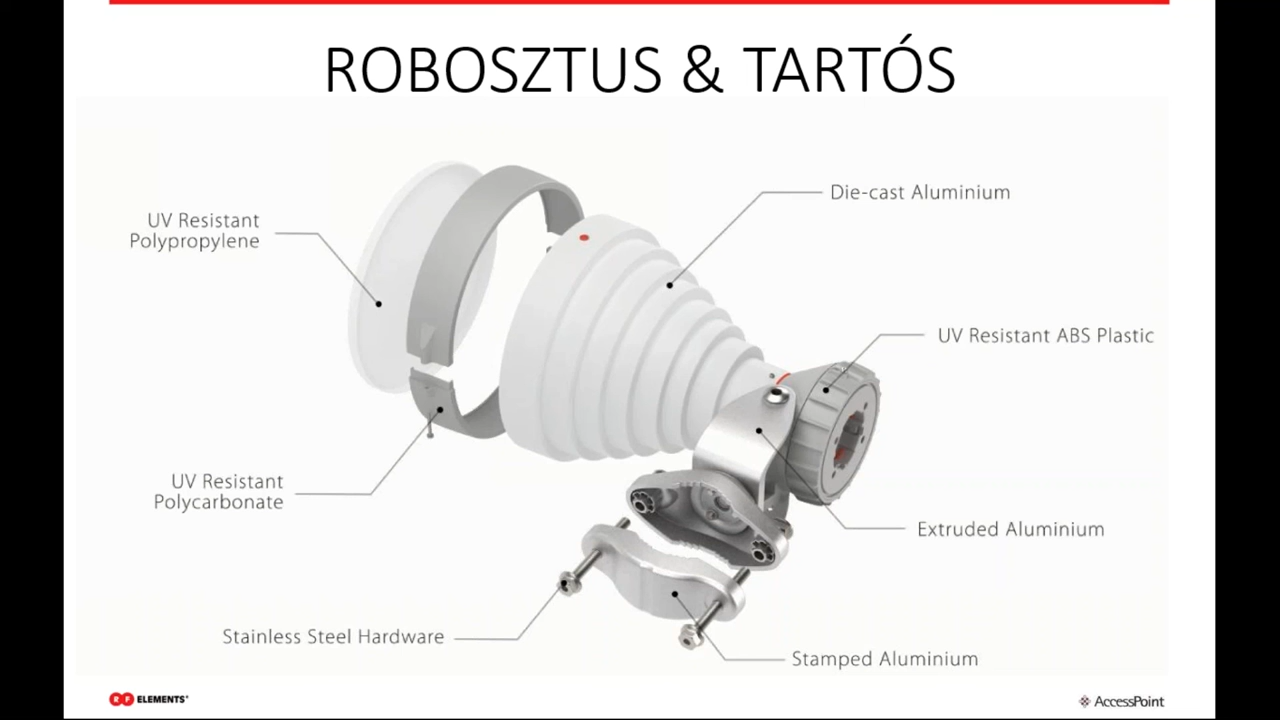 ROBOSZTUS & TARTÓS
Die-cast Aluminium
UV Resistant
Polypropylene
UV Resistant ABS Plastic
UV Resistant
Polycarbonate
Extruded Aluminium
Stainless Steel Hardware
Stamped Aluminium
RF ELEMENTS
AccessPoint